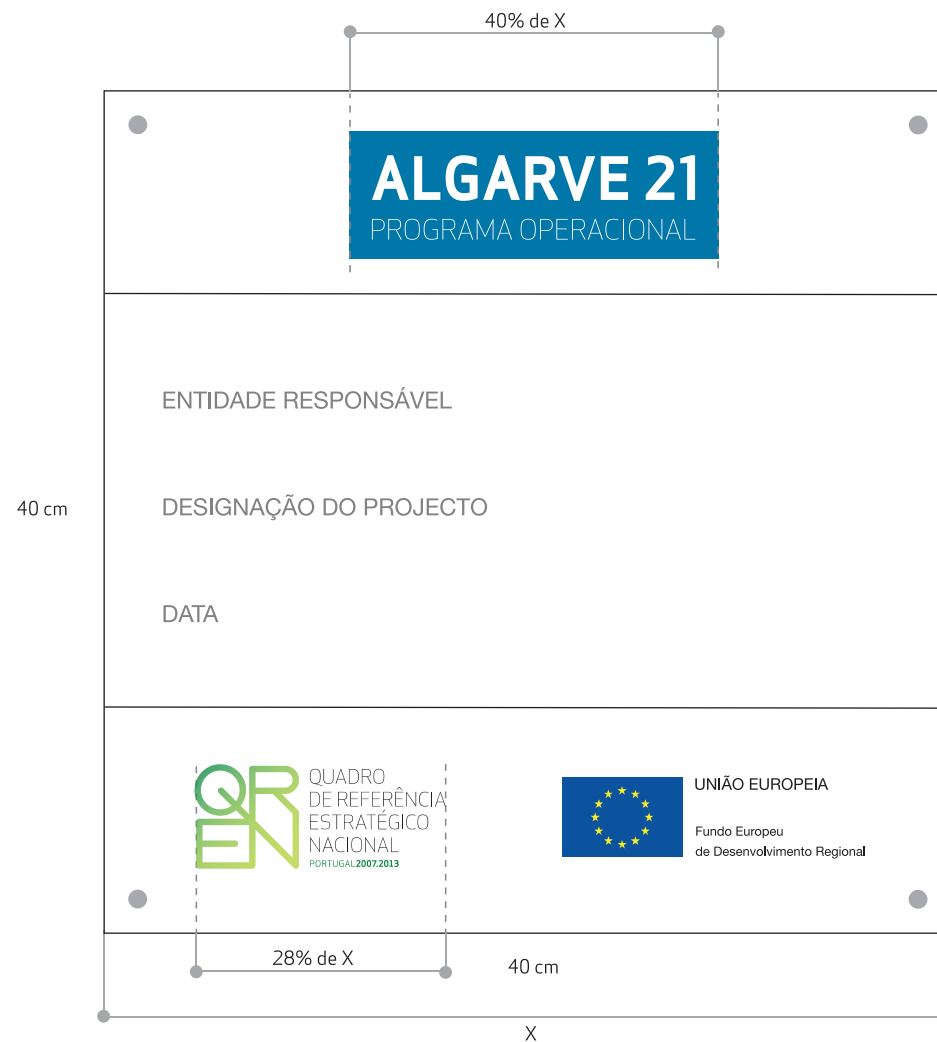 40% de X
ALGARVE 21
PROGRAMA OPERACIONAL
ENTIDADE RESPONSÁVEL
40 cm
DESIGNAÇÃO DO PROJECTO
DATA
QREN
QUADRO
DE REFERÊNCIA
ESTRATÉGICO
NACIONAL
PORTUGAL2007.2013
UNIÃO EUROPEIA
Fundo Europeu
de Desenvolvimento Regional
28% de X
40 cm
X